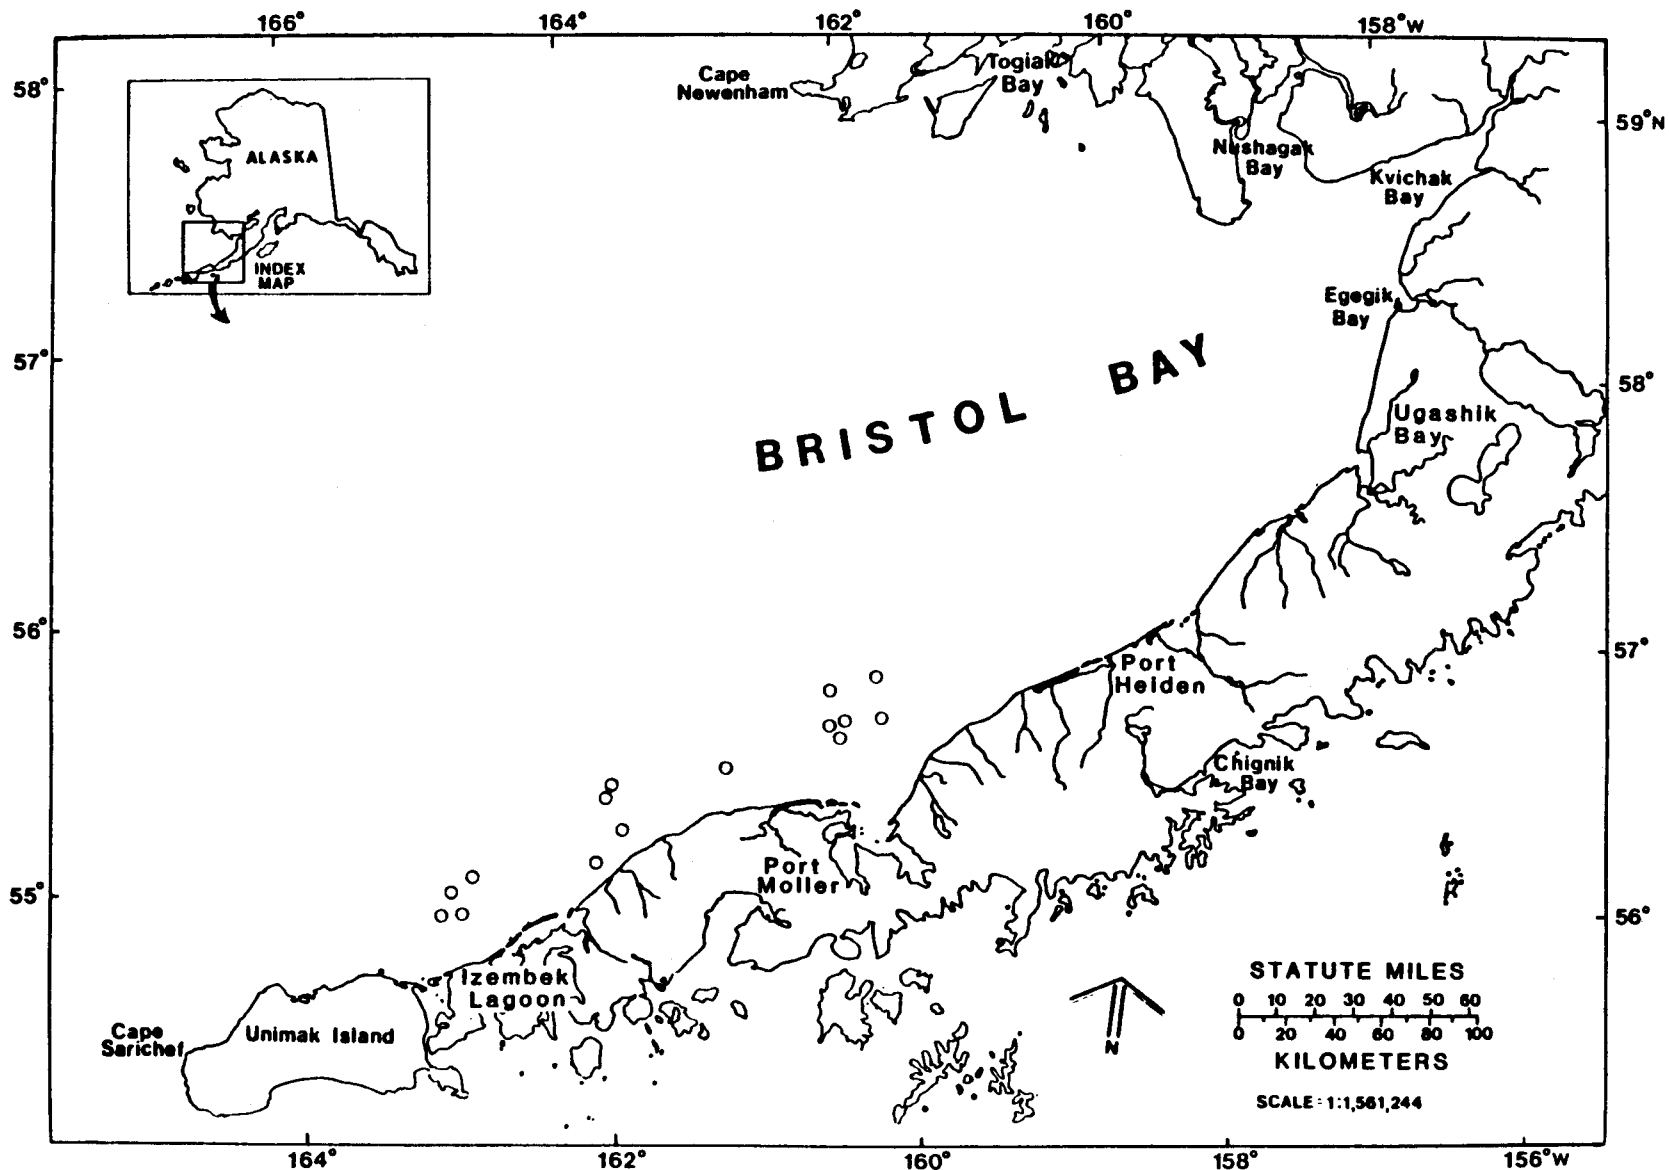 166°
164°
162°
160°
158°W
58°
57°
56°
55°
59°N
58°
57°
56°
164°
162°
160°
158°
156°W
ALASKA
INDEX
MAP
Cape
Newenham
Togiak
Bay
Nushagak
Bay
Kvichak
Bay
Egegik
Bay
Ugashik
Bay
BRISTOL BAY
Port
Heiden
Chignik
Bay
Port
Moller
Izembek
Lagoon
Unimak Island
Cape
Sarichef
N
STATUTE MILES
0 10 20 30 40 50 60
0 20 40 60 80 100
KILOMETERS
SCALE : 1:1,561,244